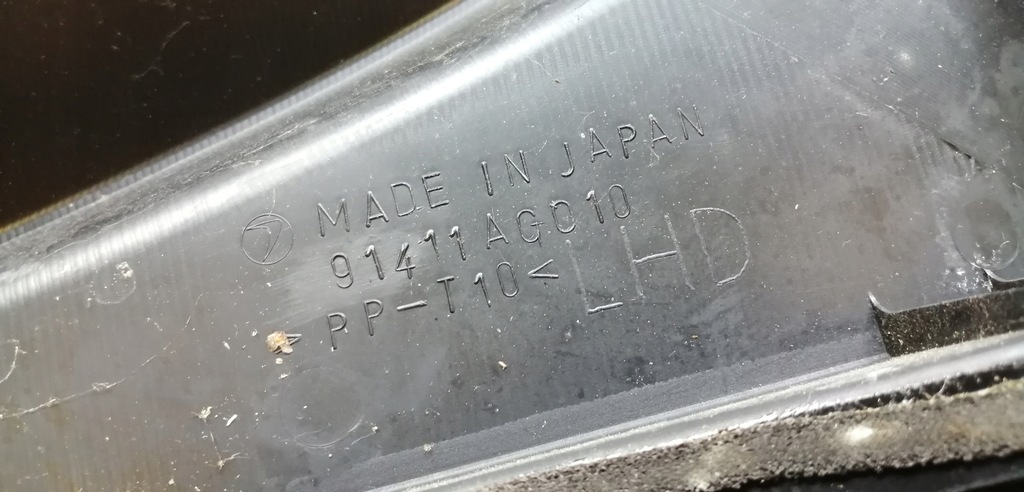 MADE IN JAPAN
91411AG010
>PP-T10< LHD